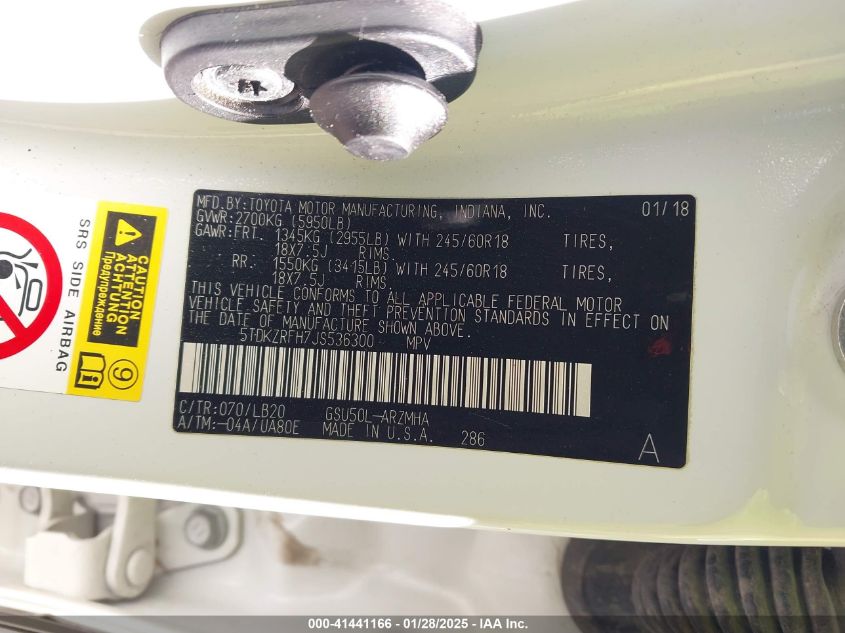 MFD.BY:TOYOTA MOTOR MANUFACTURING, INDIANA, INC. 01/18
GVWR:2700KG (5950LB)
GAWR:FRT. 1345KG (2955LB) WITH 245/60R18 TIRES,
18X7.5J RIMS,
RR. 1550KG (3415LB) WITH 245/60R18 TIRES,
18X7.5J RIMS.
THIS VEHICLE CONFORMS TO ALL APPLICABLE FEDERAL MOTOR
VEHICLE SAFETY AND THEFT PREVENTION STANDARDS IN EFFECT ON
THE DATE OF MANUFACTURE SHOWN ABOVE.
5TDKZRFH7JS536300 MPV
C/TR:070/LB20 GSU50L-ARZMHA
A/TM:-04A/UA80E MADE IN U.S.A. 286
A
SRS SIDE AIRBAG
CAUTION
ATTENTION
ACHTUNG
Предупреждение
9
000-41441166 - 01/28/2025 - IAA Inc.